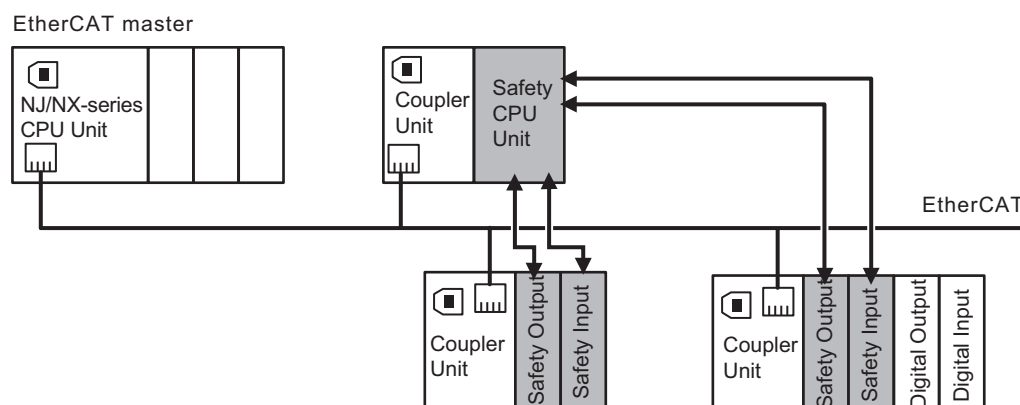 EtherCAT master
NJ/NX-series
CPU Unit
Coupler
Unit
Safety
CPU
Unit
EtherCAT
Coupler
Unit
Safety Output
Safety Input
Coupler
Unit
Safety Output
Safety Input
Digital Output
Digital Input